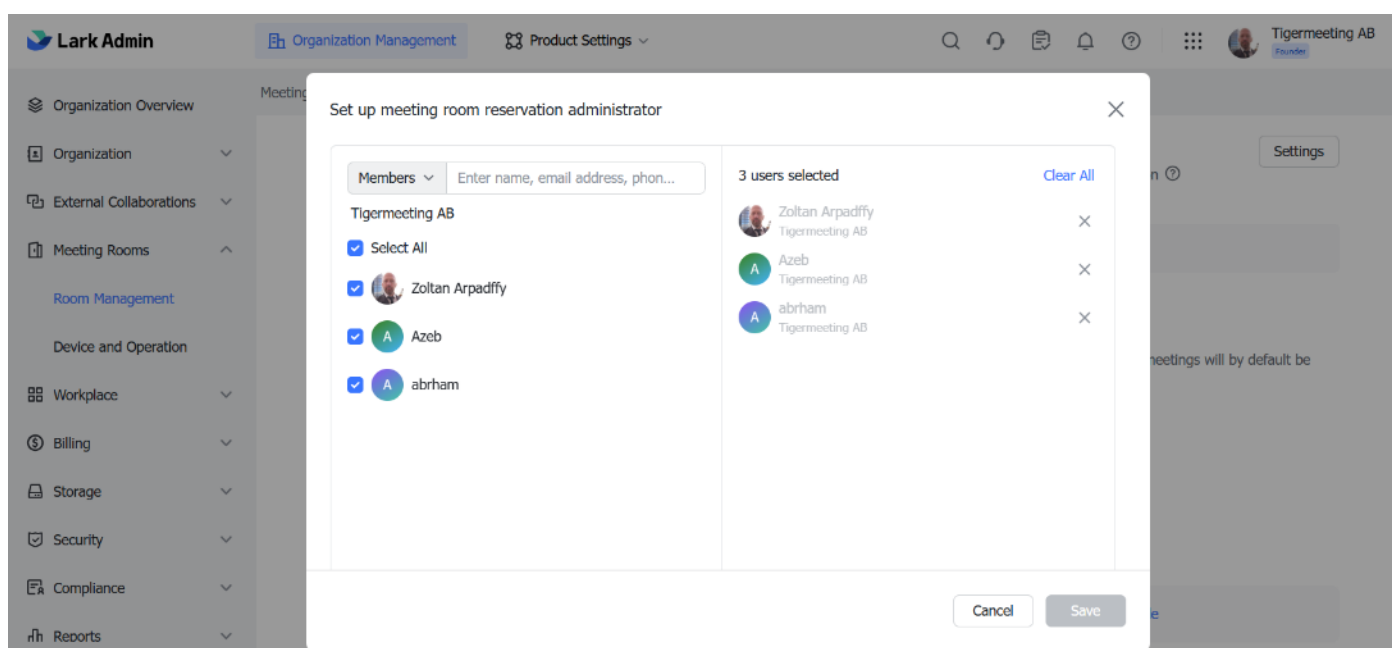 Lark Admin
Organization Management
Product Settings
Tigermeeting AB
Founder
Organization Overview
Organization
External Collaborations
Meeting Rooms
Room Management
Device and Operation
Workplace
Billing
Storage
Security
Compliance
Reports
Meeting
Settings
n
neetings will by default be
e
Set up meeting room reservation administrator
Members
Enter name, email address, phon...
Tigermeeting AB
Select All
Zoltan Arpadffy
A Azeb
A abrham
3 users selected
Clear All
Zoltan Arpadffy
Tigermeeting AB
A
Azeb
Tigermeeting AB
A
abrham
Tigermeeting AB
Cancel
Save